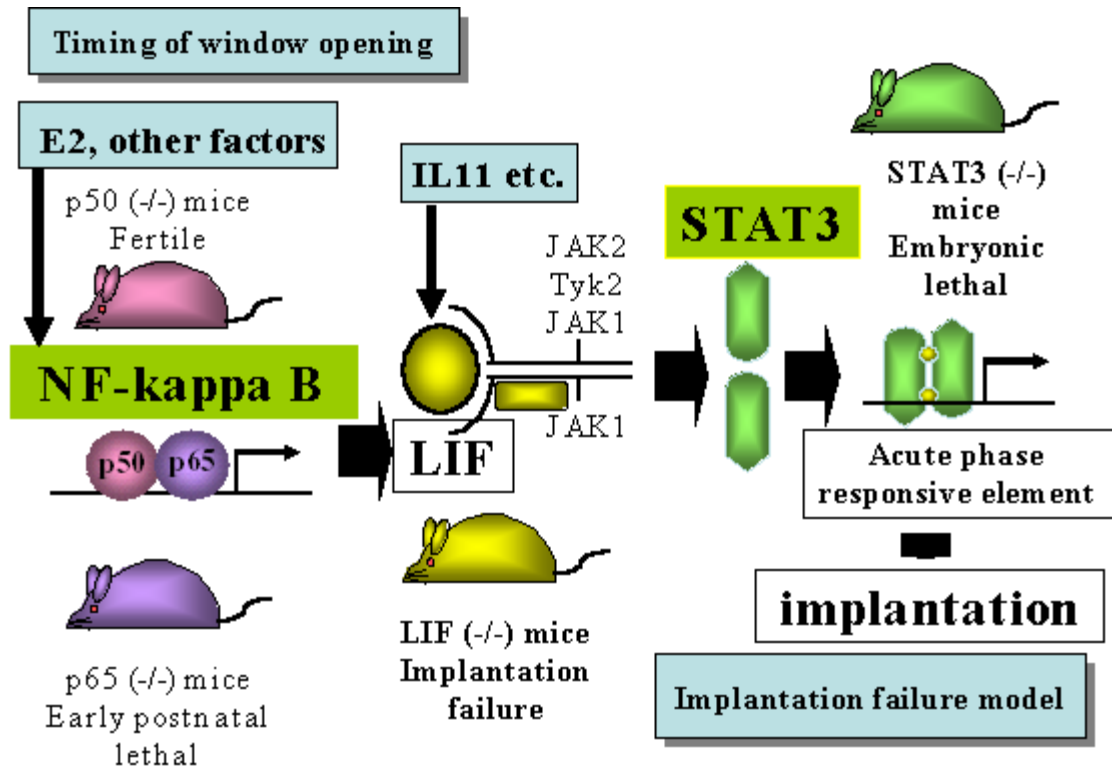 Timing of window opening
E2, other factors
p50 (-/-) mice
Fertile
NF-kappa B
p50
p65
p65 (-/-) mice
Early postnatal
lethal
IL11 etc.
JAK2
Tyk2
JAK1
JAK1
LIF
LIF (-/-) mice
Implantation
failure
STAT3
STAT3 (-/-)
mice
Embryonic
lethal
Acute phase
responsive element
implantation
Implantation failure model